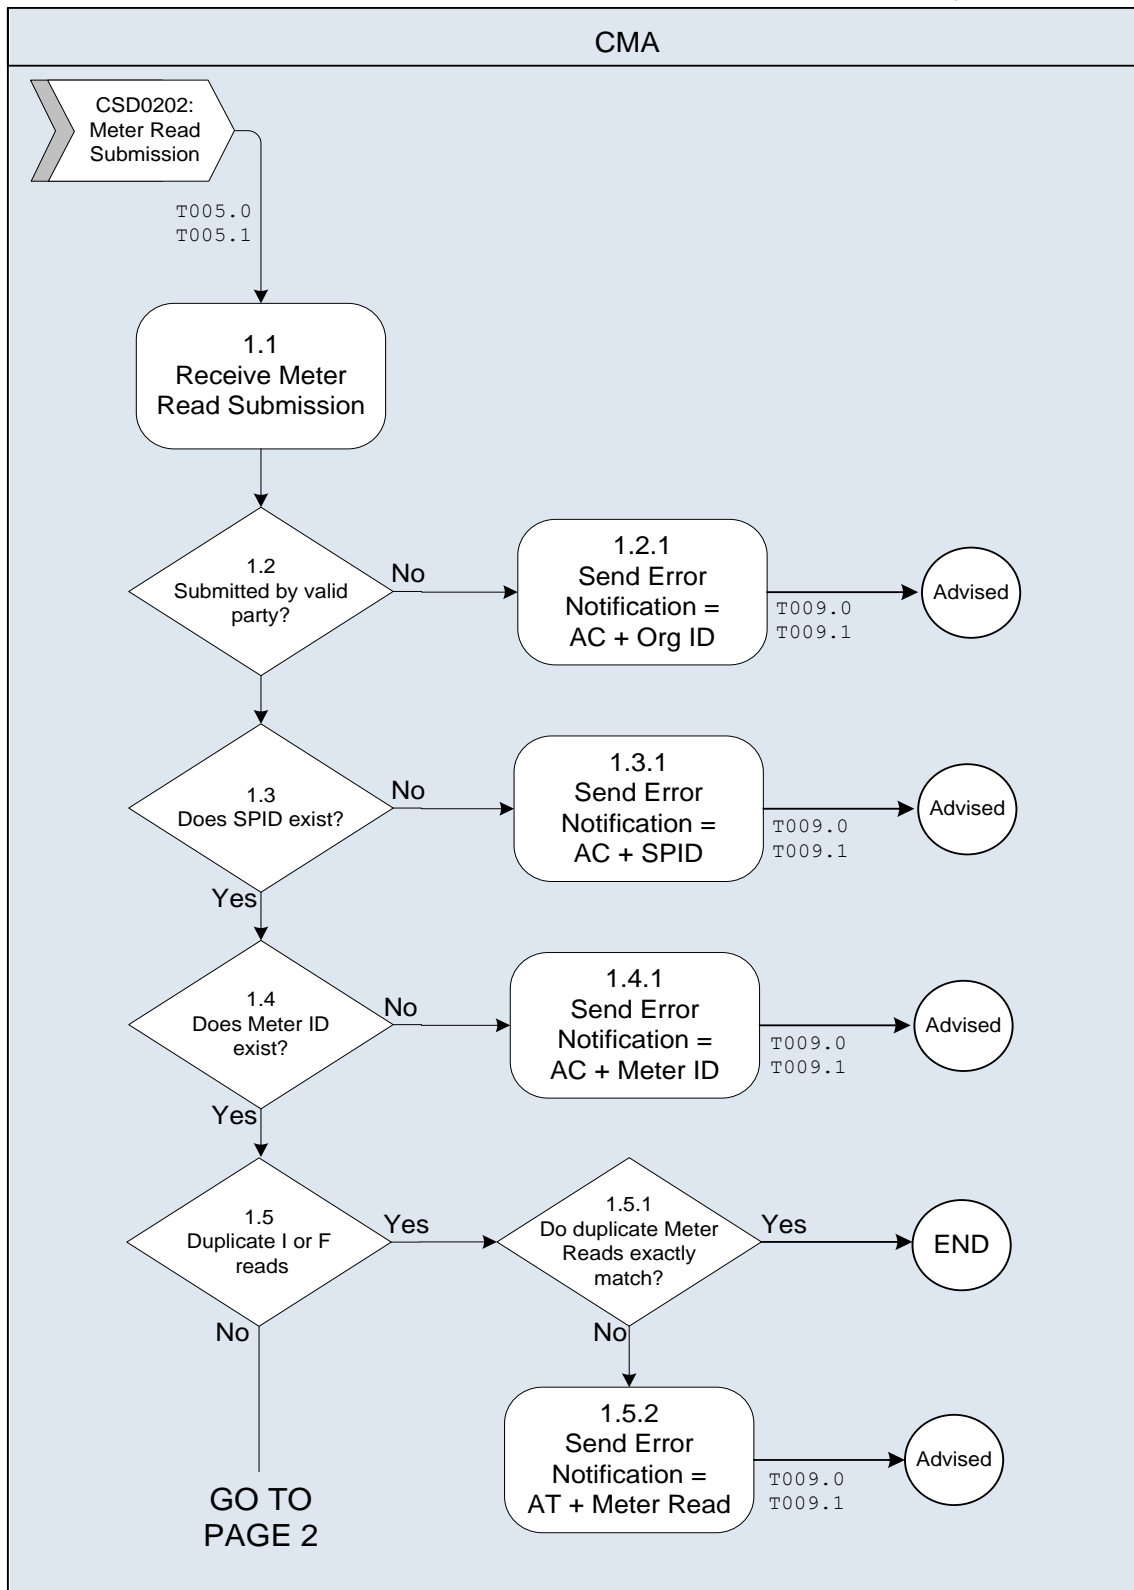 CMA
CSD0202:
Meter Read
Submission
T005.0
T005.1
1.1
Receive Meter
Read Submission
1.2
Submitted by valid
party?
No
1.2.1
Send Error
Notification =
AC + Org ID
T009.0
T009.1
Advised
1.3
Does SPID exist?
No
1.3.1
Send Error
Notification =
AC + SPID
T009.0
T009.1
Advised
Yes
1.4
Does Meter ID
exist?
No
1.4.1
Send Error
Notification =
AC + Meter ID
T009.0
T009.1
Advised
Yes
1.5
Duplicate I or F
reads
Yes
1.5.1
Do duplicate Meter
Reads exactly
match?
Yes
END
No
No
1.5.2
Send Error
Notification =
AT + Meter Read
T009.0
T009.1
Advised
GO TO
PAGE 2